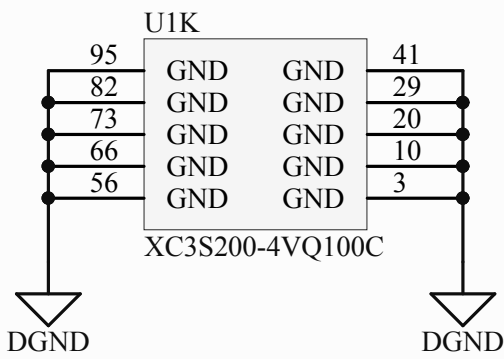 U1K
95 GND GND 41
82 GND GND 29
73 GND GND 20
66 GND GND 10
56 GND GND 3
XC3S200-4VQ100C
DGND DGND